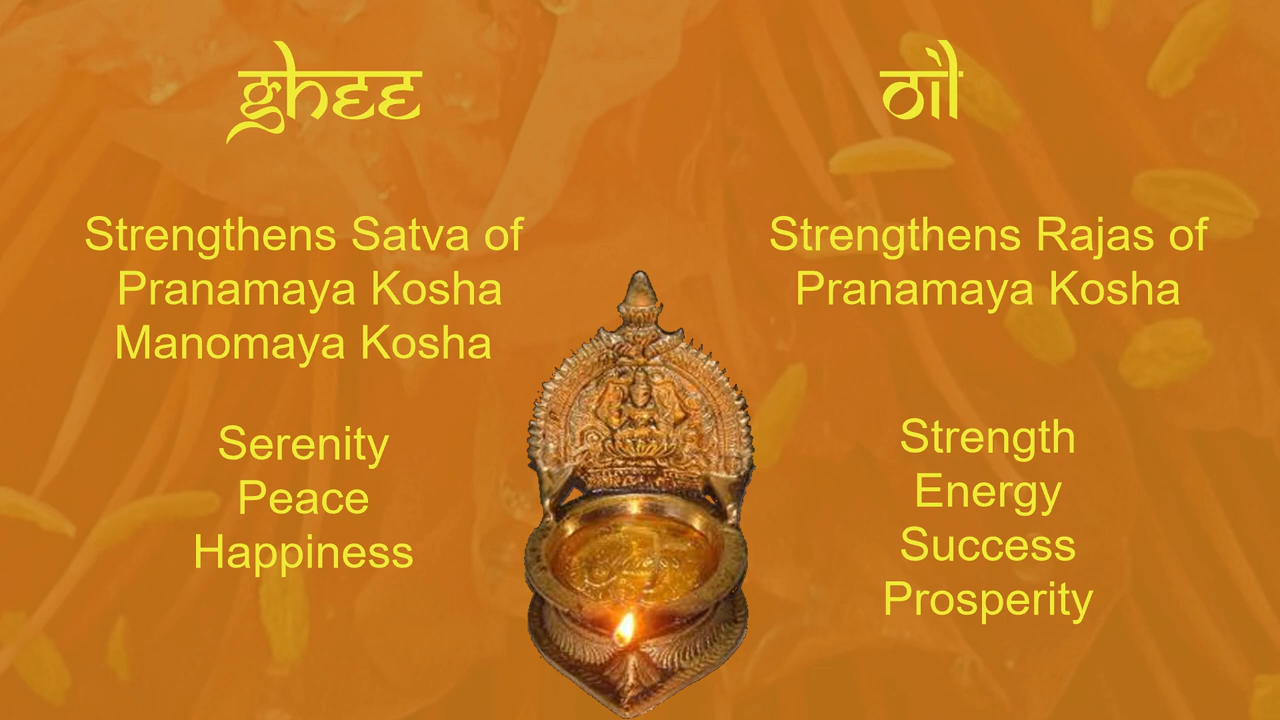 ghee
Strengthens Satva of
Pranamaya Kosha
Manomaya Kosha
Serenity
Peace
Happiness
oil
Strengthens Rajas of
Pranamaya Kosha
Strength
Energy
Success
Prosperity